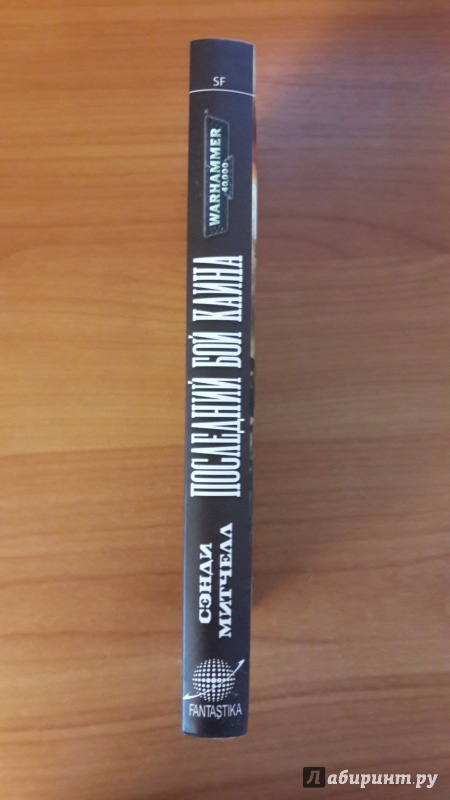 SF
WARHAMMER
40,000
ПОСЛЕДНИЙ БОЙ КАИНА
СЭНДИ
МИТЧЕЛЛ
FANTASTIKA
Лабиринт.ру